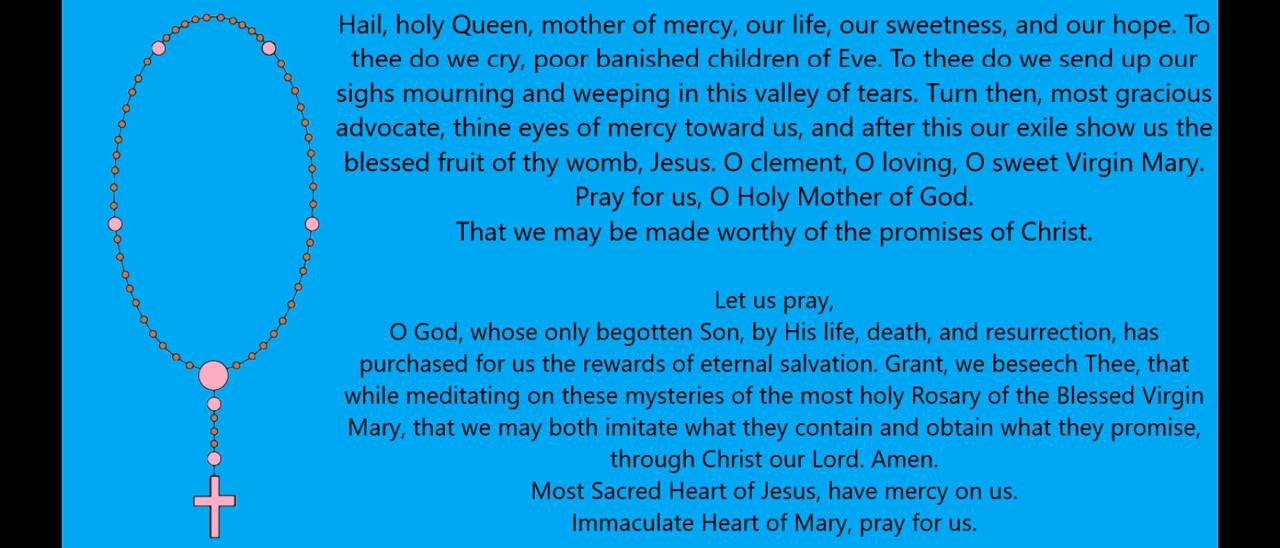 Hail, holy Queen, mother of mercy, our life, our sweetness, and our hope. To
thee do we cry, poor banished children of Eve. To thee do we send up our
sighs mourning and weeping in this valley of tears. Turn then, most gracious
advocate, thine eyes of mercy toward us, and after this our exile show us the
blessed fruit of thy womb, Jesus. O clement, O loving, O sweet Virgin Mary.
Pray for us, O Holy Mother of God.
That we may be made worthy of the promises of Christ.
Let us pray,
O God, whose only begotten Son, by His life, death, and resurrection, has
purchased for us the rewards of eternal salvation. Grant, we beseech Thee, that
while meditating on these mysteries of the most holy Rosary of the Blessed Virgin
Mary, that we may both imitate what they contain and obtain what they promise,
through Christ our Lord. Amen.
Most Sacred Heart of Jesus, have mercy on us.
Immaculate Heart of Mary, pray for us.